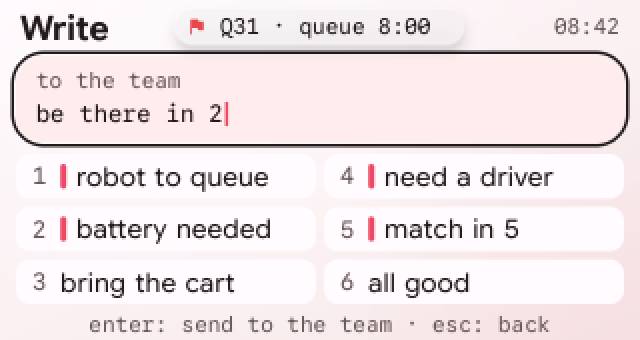 Write
Q31 · queue 8:00
08:42
to the team
be there in 2
1 robot to queue
4 need a driver
2 battery needed
5 match in 5
3 bring the cart
6 all good
enter: send to the team · esc: back